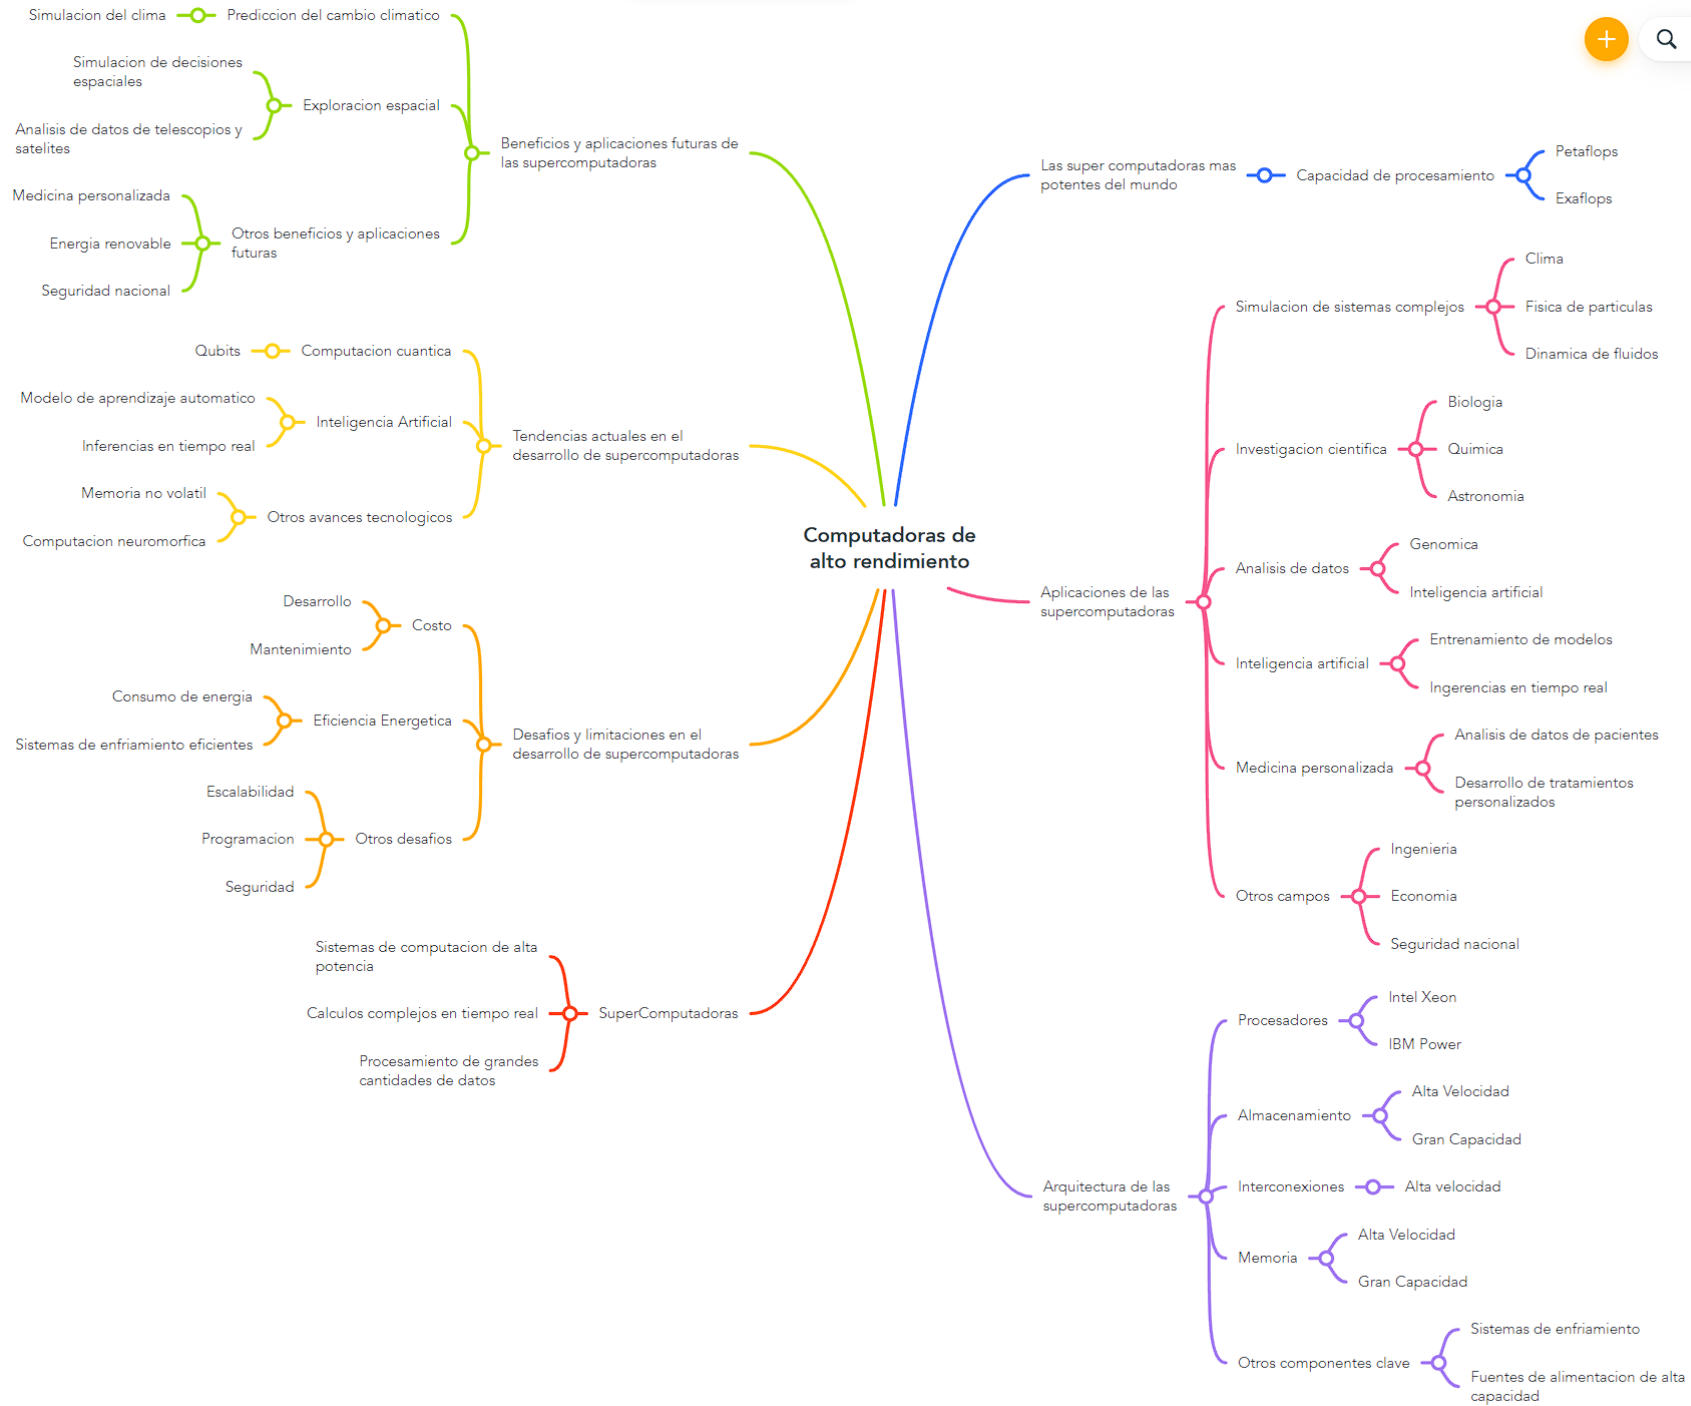 Simulacion del clima
Prediccion del cambio climatico
Simulacion de decisiones
espaciales
Exploracion espacial
Analisis de datos de telescopios y
satelites
Beneficios y aplicaciones futuras de
las supercomputadoras
Medicina personalizada
Energia renovable
Otros beneficios y aplicaciones
futuras
Seguridad nacional
Qubits
Computacion cuantica
Modelo de aprendizaje automatico
Inteligencia Artificial
Inferencias en tiempo real
Tendencias actuales en el
desarrollo de supercomputadoras
Memoria no volatil
Otros avances tecnologicos
Computacion neuromorfica
Computadoras de
alto rendimiento
Desarrollo
Costo
Mantenimiento
Consumo de energia
Eficiencia Energetica
Sistemas de enfriamiento eficientes
Desafios y limitaciones en el
desarrollo de supercomputadoras
Escalabilidad
Programacion
Otros desafios
Seguridad
Sistemas de computacion de alta
potencia
Calculos complejos en tiempo real
SuperComputadoras
Procesamiento de grandes
cantidades de datos
Las super computadoras mas
potentes del mundo
Capacidad de procesamiento
Petaflops
Exaflops
Simulacion de sistemas complejos
Clima
Fisica de particulas
Dinamica de fluidos
Investigacion cientifica
Biologia
Quimica
Astronomia
Aplicaciones de las
supercomputadoras
Analisis de datos
Genomica
Inteligencia artificial
Inteligencia artificial
Entrenamiento de modelos
Ingerencias en tiempo real
Medicina personalizada
Analisis de datos de pacientes
Desarrollo de tratamientos
personalizados
Otros campos
Ingenieria
Economia
Seguridad nacional
Procesadores
Intel Xeon
IBM Power
Almacenamiento
Alta Velocidad
Gran Capacidad
Arquitectura de las
supercomputadoras
Interconexiones
Alta velocidad
Memoria
Alta Velocidad
Gran Capacidad
Otros componentes clave
Sistemas de enfriamiento
Fuentes de alimentacion de alta
capacidad